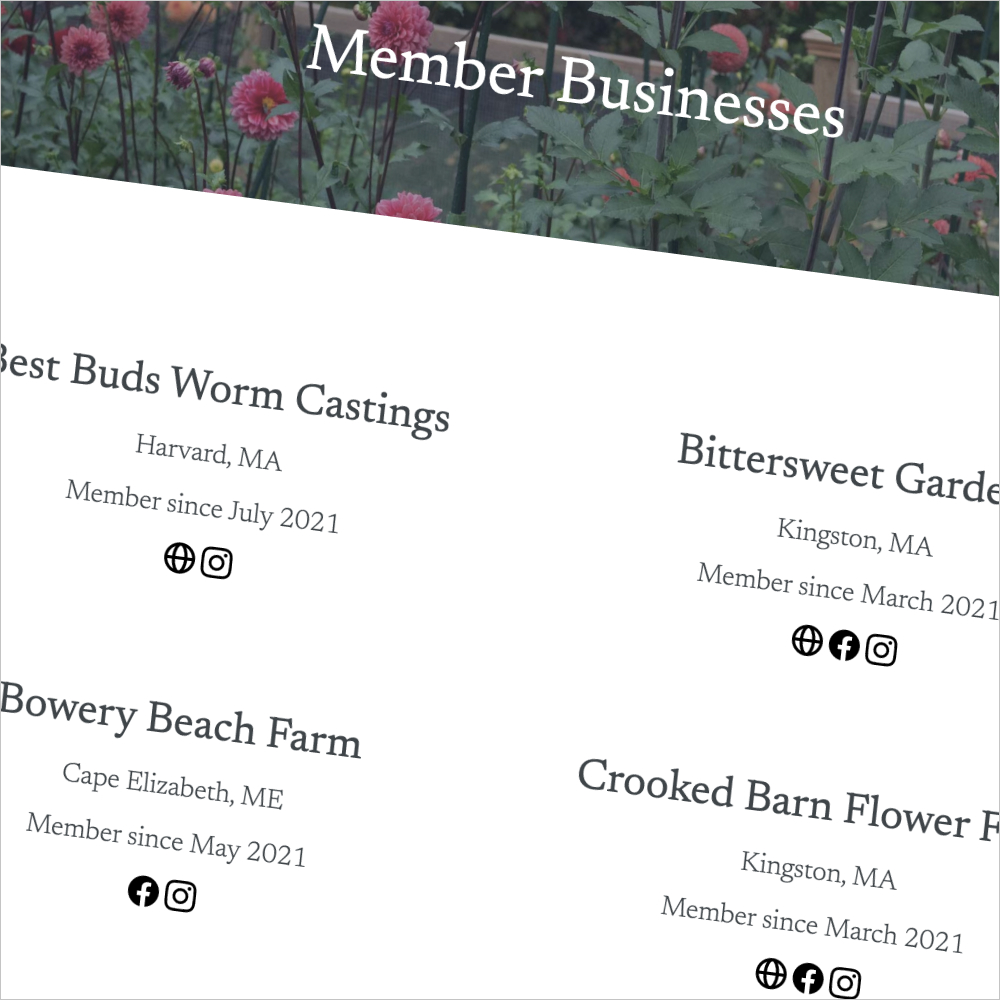 Member Businesses
Best Buds Worm Castings
Harvard, MA
Member since July 2021
Bittersweet
Kingston, MA
Member since March 2021
Bowery Beach Farm
Cape Elizabeth, ME
Member since May 2021
Crooked Barn Flower
Kingston, MA
Member since March 2021